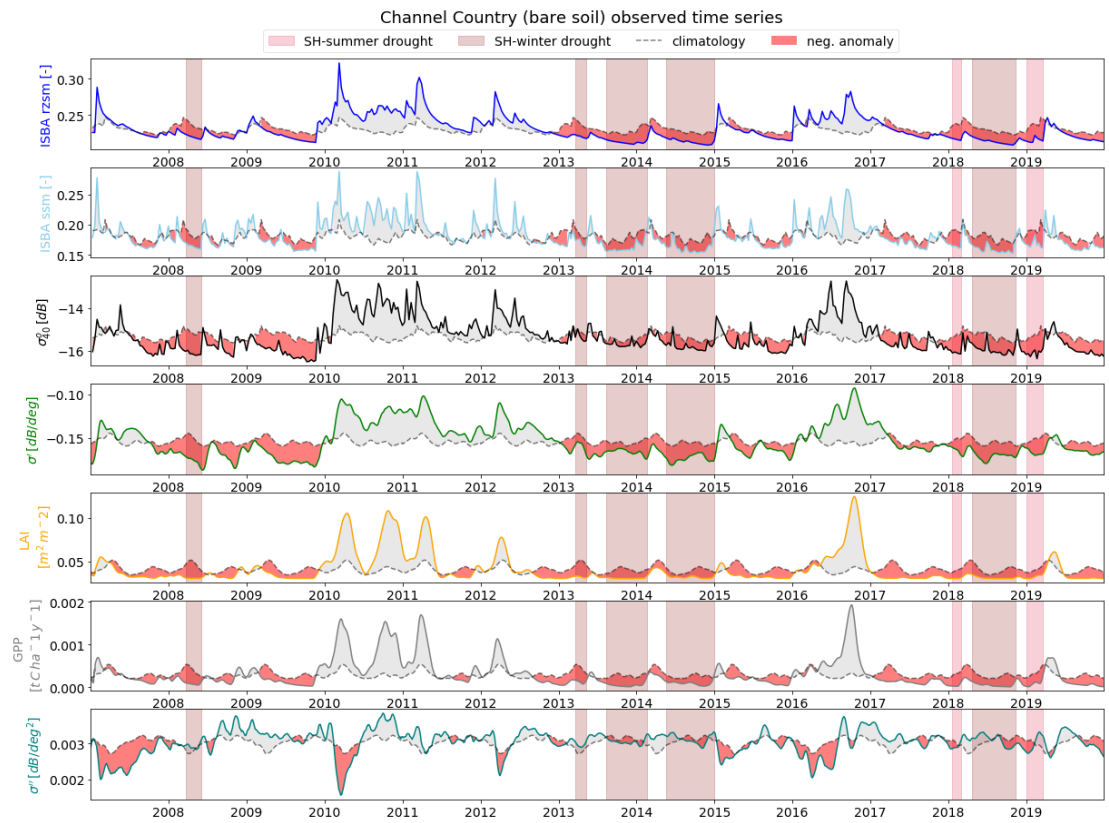 Channel Country (bare soil) observed time series
SH-summer drought SH-winter drought climatology neg. anomaly
ISBA rzsm [-]
0.30
0.25
2008 2009 2010 2011 2012 2013 2014 2015 2016 2017 2018 2019
ISBA ssm [-]
0.25
0.20
0.15
2008 2009 2010 2011 2012 2013 2014 2015 2016 2017 2018 2019
σ°40 [dB]
−14
−16
2008 2009 2010 2011 2012 2013 2014 2015 2016 2017 2018 2019
σ′ [dB/deg]
−0.10
−0.15
2008 2009 2010 2011 2012 2013 2014 2015 2016 2017 2018 2019
LAI
[m² m⁻2]
0.10
0.05
2008 2009 2010 2011 2012 2013 2014 2015 2016 2017 2018 2019
GPP
[t C ha⁻1 y⁻1]
0.002
0.001
0.000
2008 2009 2010 2011 2012 2013 2014 2015 2016 2017 2018 2019
σ″ [dB/deg²]
0.003
0.002
2008 2009 2010 2011 2012 2013 2014 2015 2016 2017 2018 2019